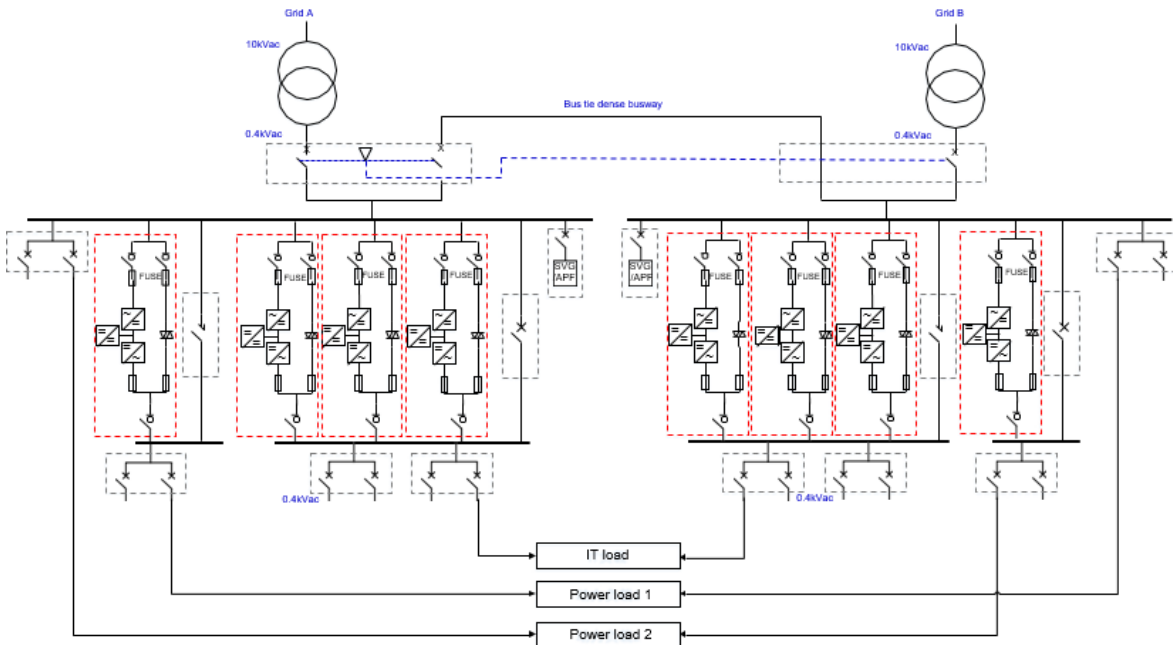 Grid A
Grid B
10kVac
10kVac
Bus tie dense busway
0.4kVac
0.4kVac
FUSE
FUSE
FUSE
FUSE
SVG
/APF
SVG
/APF
FUSE
FUSE
FUSE
FUSE
0.4kVac
0.4kVac
IT load
Power load 1
Power load 2